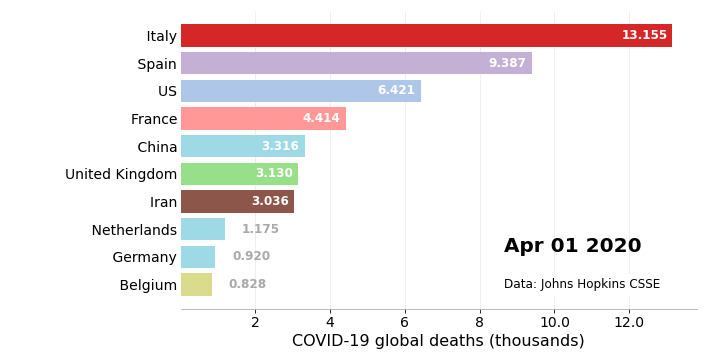 Italy 13.155
Spain 9.387
US 6.421
France 4.414
China 3.316
United Kingdom 3.130
Iran 3.036
Netherlands 1.175
Germany 0.920
Belgium 0.828
Apr 01 2020
Data: Johns Hopkins CSSE
2 4 6 8 10.0 12.0
COVID-19 global deaths (thousands)